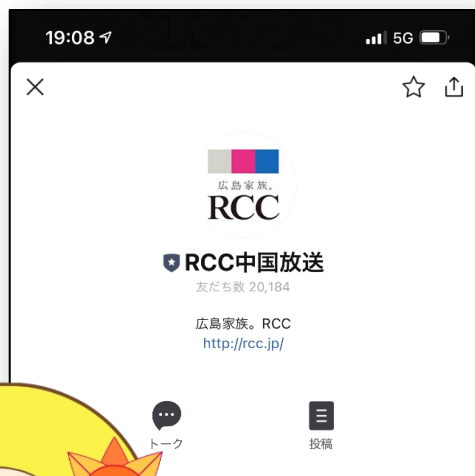 19:08
5G
広島家族。
RCC
RCC中国放送
友だち数 20,184
広島家族。RCC
http://rcc.jp/
トーク
投稿